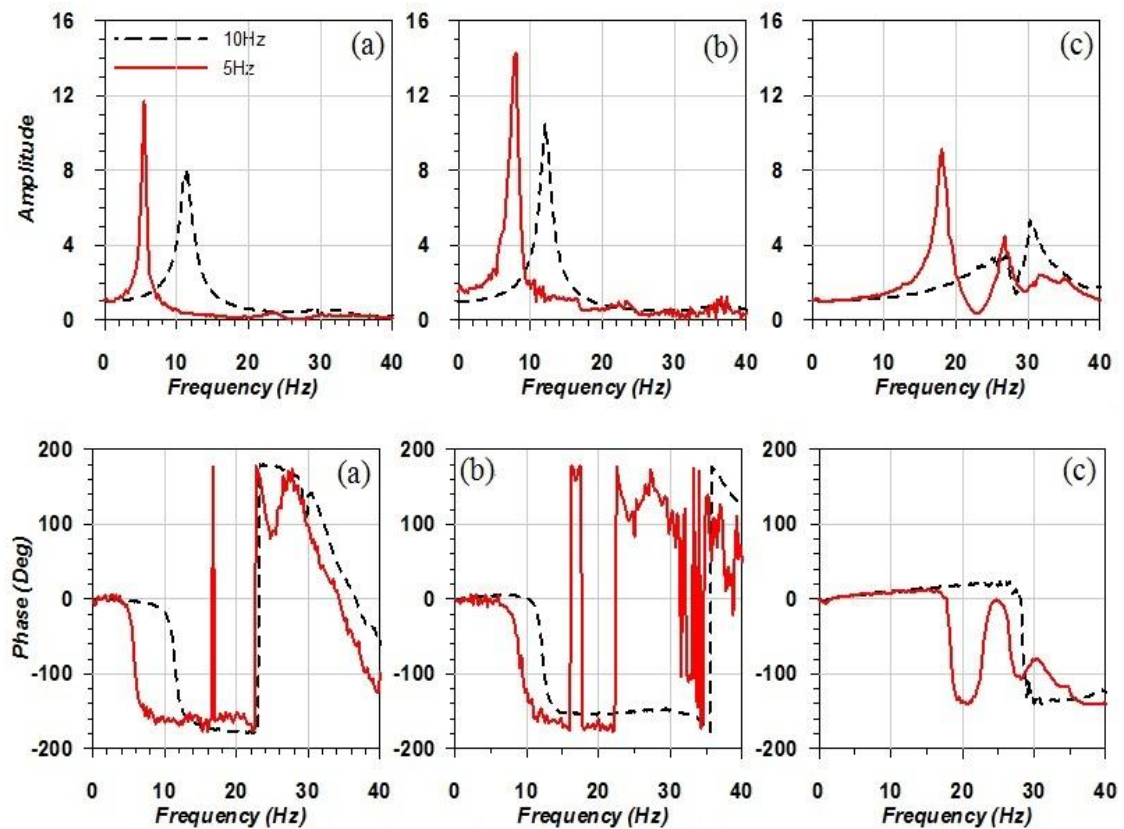 16 16 16
10Hz (a) (b) (c)
5Hz
12 12 12
8 8 8
4 4 4
0 0 0
Amplitude
0 10 20 30 40 0 10 20 30 40 0 10 20 30 40
Frequency (Hz) Frequency (Hz) Frequency (Hz)
200 200 200
(a) (b) (c)
100 100 100
0 0 0
-100 -100 -100
-200 -200 -200
Phase (Deg)
0 10 20 30 40 0 10 20 30 40 0 10 20 30 40
Frequency (Hz) Frequency (Hz) Frequency (Hz)